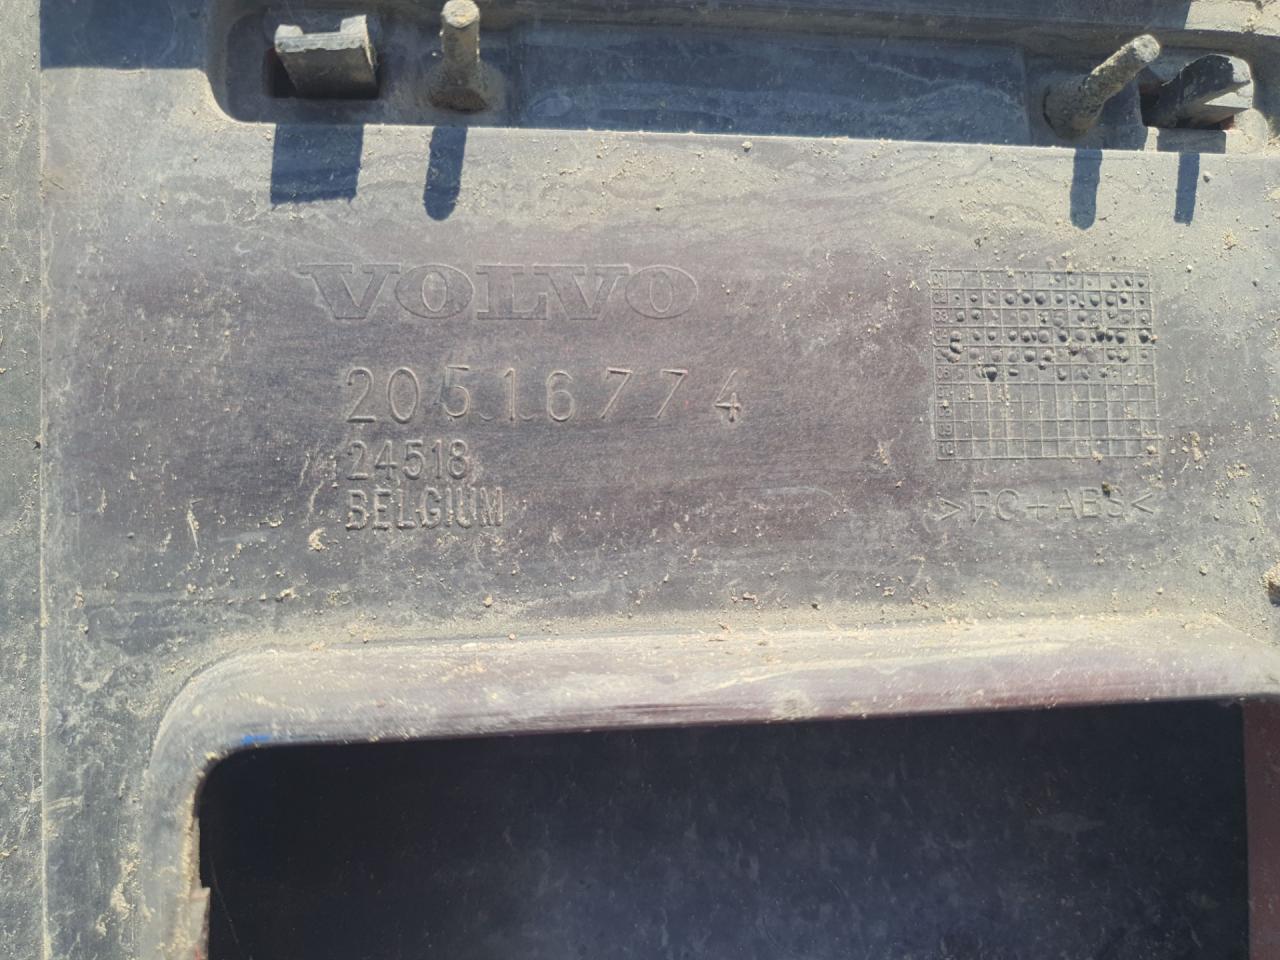 VOLVO
20516774
24518
BELGIUM
>PC+ABS<